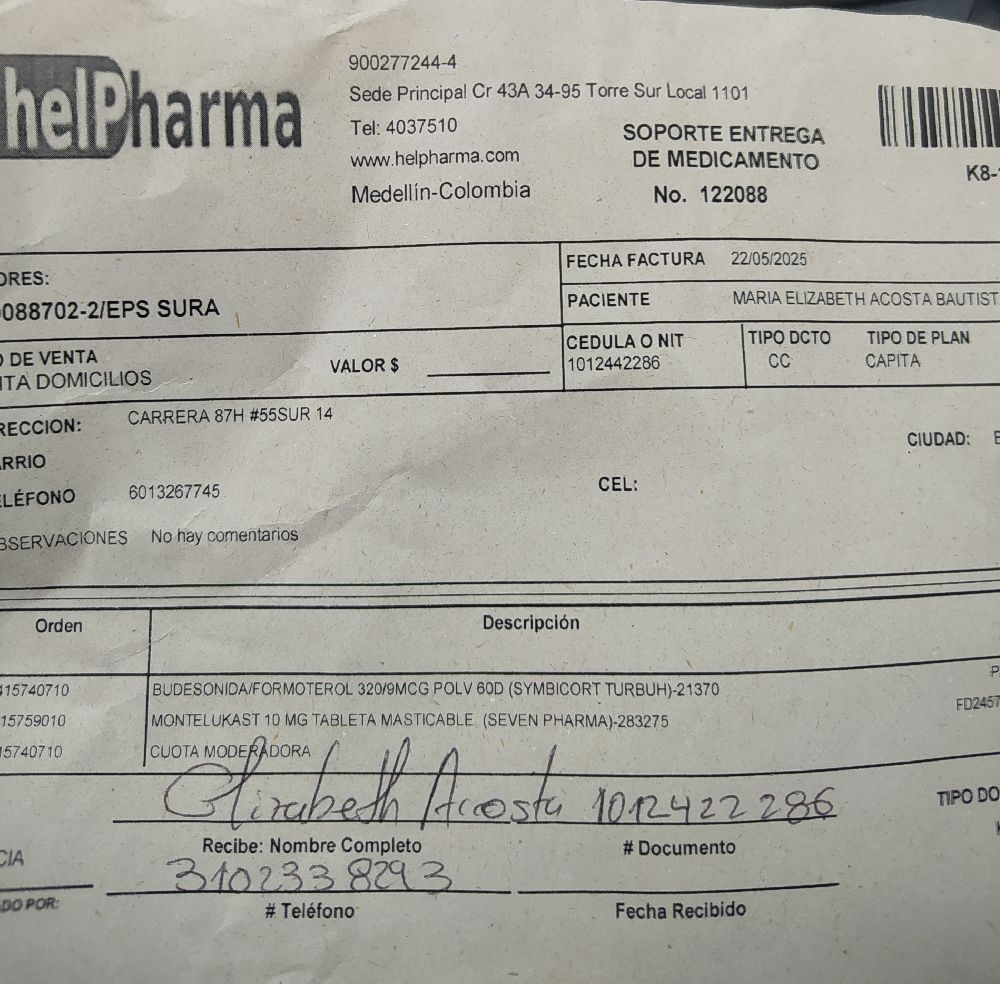 helPharma
900277244-4
Sede Principal Cr 43A 34-95 Torre Sur Local 1101
Tel: 4037510
www.helpharma.com
Medellín-Colombia
SOPORTE ENTREGA
DE MEDICAMENTO
No. 122088
K8-
ORES:
0088702-2/EPS SURA
FECHA FACTURA 22/05/2025
PACIENTE MARIA ELIZABETH ACOSTA BAUTIST
O DE VENTA
TA DOMICILIOS
VALOR $
CEDULA O NIT
1012442286
TIPO DCTO
CC
TIPO DE PLAN
CAPITA
RECCION: CARRERA 87H #55SUR 14
CIUDAD:
RRIO
LÉFONO 6013267745
CEL:
BSERVACIONES No hay comentarios
Orden Descripción
15740710 BUDESONIDA/FORMOTEROL 320/9MCG POLV 60D (SYMBICORT TURBUH)-21370
FD2457
15759010 MONTELUKAST 10 MG TABLETA MASTICABLE (SEVEN PHARMA)-283275
5740710 CUOTA MODERADORA
Elizabeth Acosta 1012422286
TIPO DO
Recibe: Nombre Completo # Documento
CIA
3102338293
DO POR:
# Teléfono Fecha Recibido